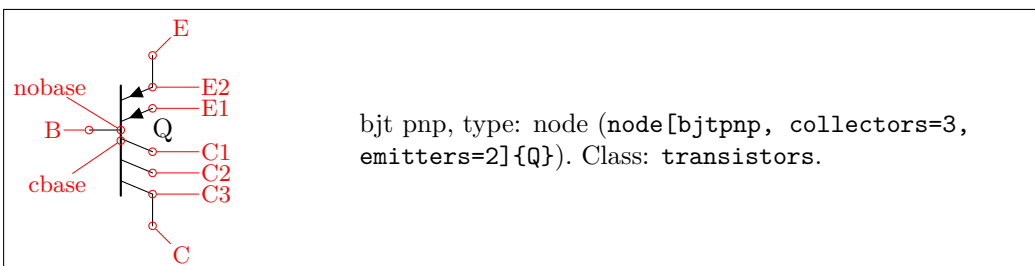 E
E2
nobase
E1
B
Q
C1
C2
cbase
C3
C
bjt pnp, type: node (node[bjtpnp, collectors=3,
emitters=2]{Q}). Class: transistors.